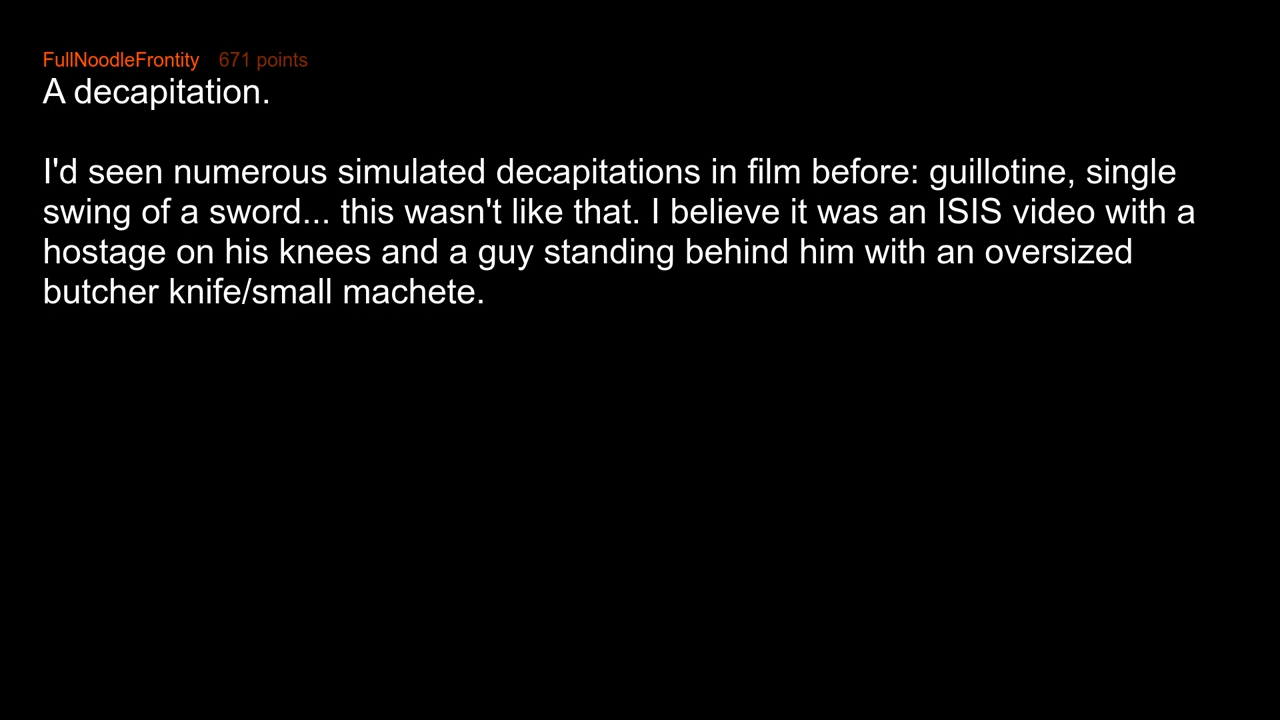 FullNoodleFrontity 671 points
A decapitation.
I'd seen numerous simulated decapitations in film before: guillotine, single
swing of a sword... this wasn't like that. I believe it was an ISIS video with a
hostage on his knees and a guy standing behind him with an oversized
butcher knife/small machete.